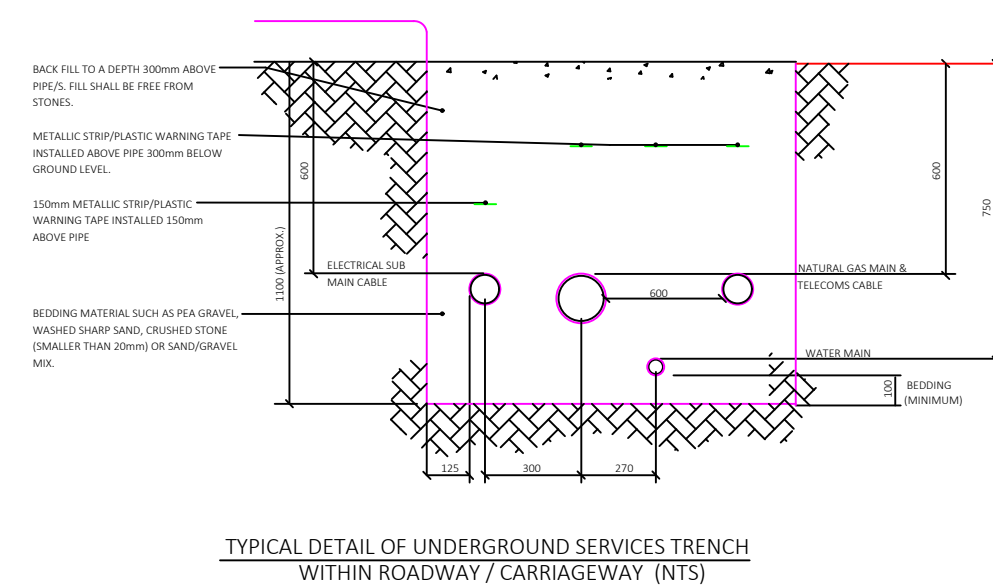 BACK FILL TO A DEPTH 300mm ABOVE
PIPE/S. FILL SHALL BE FREE FROM
STONES.
METALLIC STRIP/PLASTIC WARNING TAPE
INSTALLED ABOVE PIPE 300mm BELOW
GROUND LEVEL.
150mm METALLIC STRIP/PLASTIC
WARNING TAPE INSTALLED 150mm
ABOVE PIPE
BEDDING MATERIAL SUCH AS PEA GRAVEL,
WASHED SHARP SAND, CRUSHED STONE
(SMALLER THAN 20mm) OR SAND/GRAVEL
MIX.
600
1100 (APPROX.)
ELECTRICAL SUB
MAIN CABLE
600
NATURAL GAS MAIN &
TELECOMS CABLE
600
750
WATER MAIN
100
BEDDING
(MINIMUM)
125
300
270
TYPICAL DETAIL OF UNDERGROUND SERVICES TRENCH
WITHIN ROADWAY / CARRIAGEWAY (NTS)